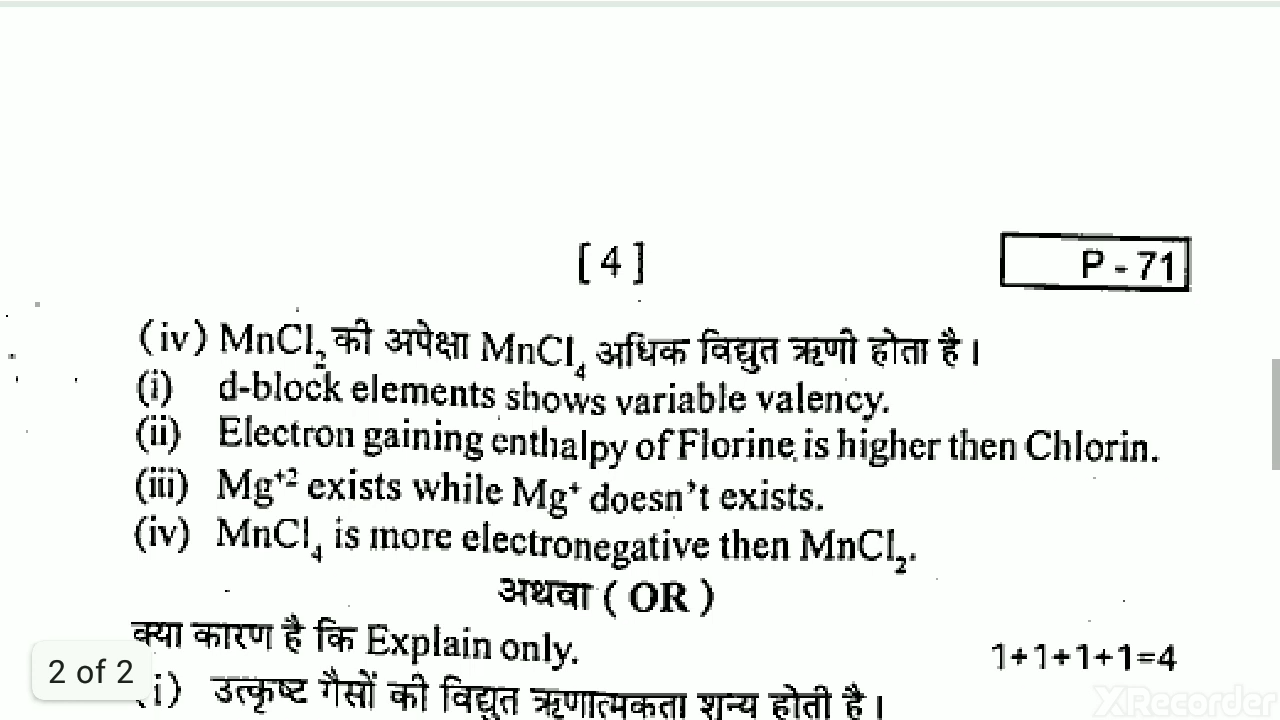 [ 4 ]
P - 71
(iv) MnCl₂ की अपेक्षा MnCl₄ अधिक विद्युत ऋणी होता है।
(i) d-block elements shows variable valency.
(ii) Electron gaining enthalpy of Florine is higher then Chlorin.
(iii) Mg⁺² exists while Mg⁺ doesn't exists.
(iv) MnCl₄ is more electronegative then MnCl₂.
अथवा ( OR )
क्या कारण है कि Explain only.
1+1+1+1=4
2 of 2
i) उत्कृष्ट गैसों की विद्युत ऋणात्मकता शून्य होती है।
XRecorder